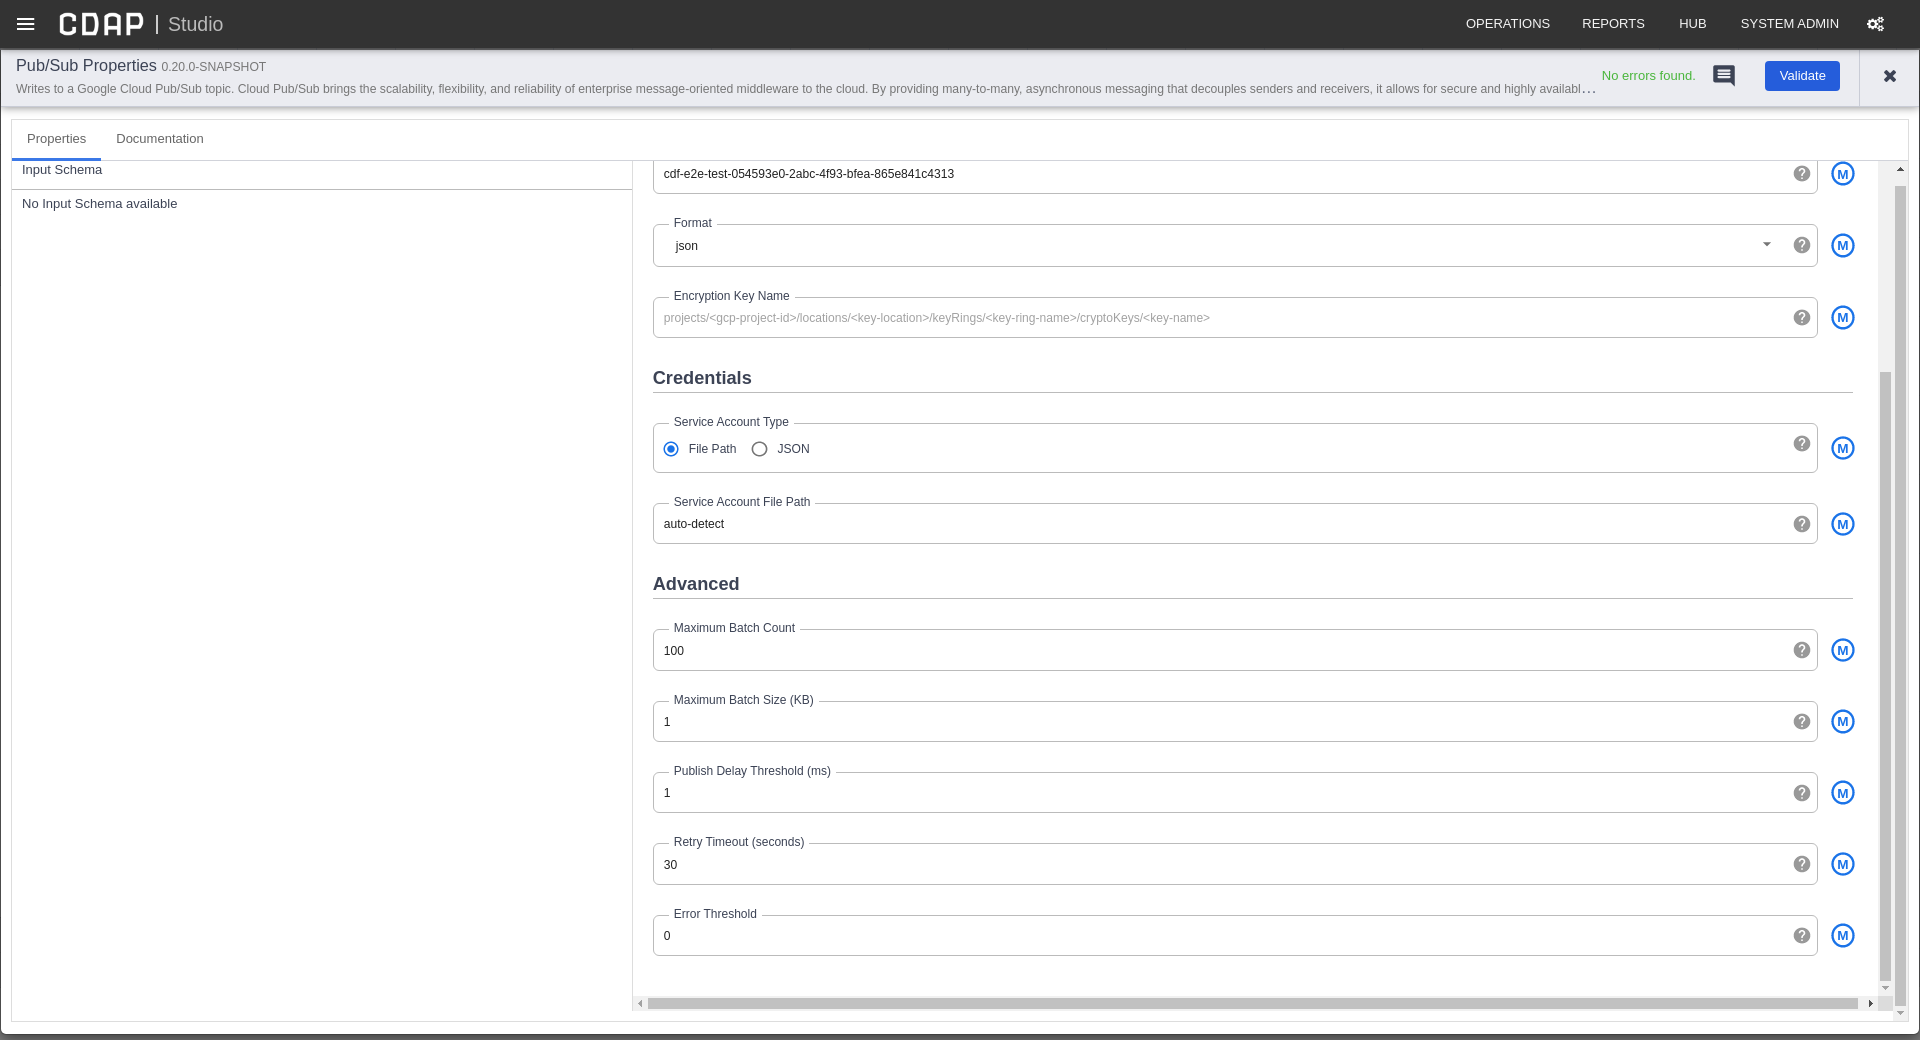 CDAP | Studio
OPERATIONS REPORTS HUB SYSTEM ADMIN
Pub/Sub Properties 0.20.0-SNAPSHOT
Writes to a Google Cloud Pub/Sub topic. Cloud Pub/Sub brings the scalability, flexibility, and reliability of enterprise message-oriented middleware to the cloud. By providing many-to-many, asynchronous messaging that decouples senders and receivers, it allows for secure and highly availabl...
No errors found.
Validate
Properties Documentation
Input Schema
No Input Schema available
cdf-e2e-test-054593e0-2abc-4f93-bfea-865e841c4313
? M
Format
json
? M
Encryption Key Name
projects/<gcp-project-id>/locations/<key-location>/keyRings/<key-ring-name>/cryptoKeys/<key-name>
? M
Credentials
Service Account Type
File Path JSON
? M
Service Account File Path
auto-detect
? M
Advanced
Maximum Batch Count
100
? M
Maximum Batch Size (KB)
1
? M
Publish Delay Threshold (ms)
1
? M
Retry Timeout (seconds)
30
? M
Error Threshold
0
? M